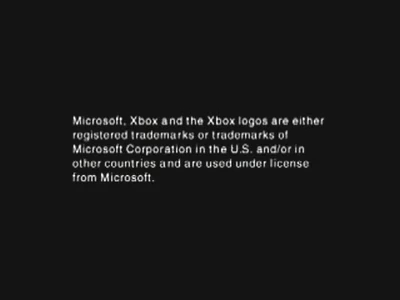 Microsoft, Xbox and the Xbox logos are either
registered trademarks or trademarks of
Microsoft Corporation in the U.S. and/or in
other countries and are used under license
from Microsoft.